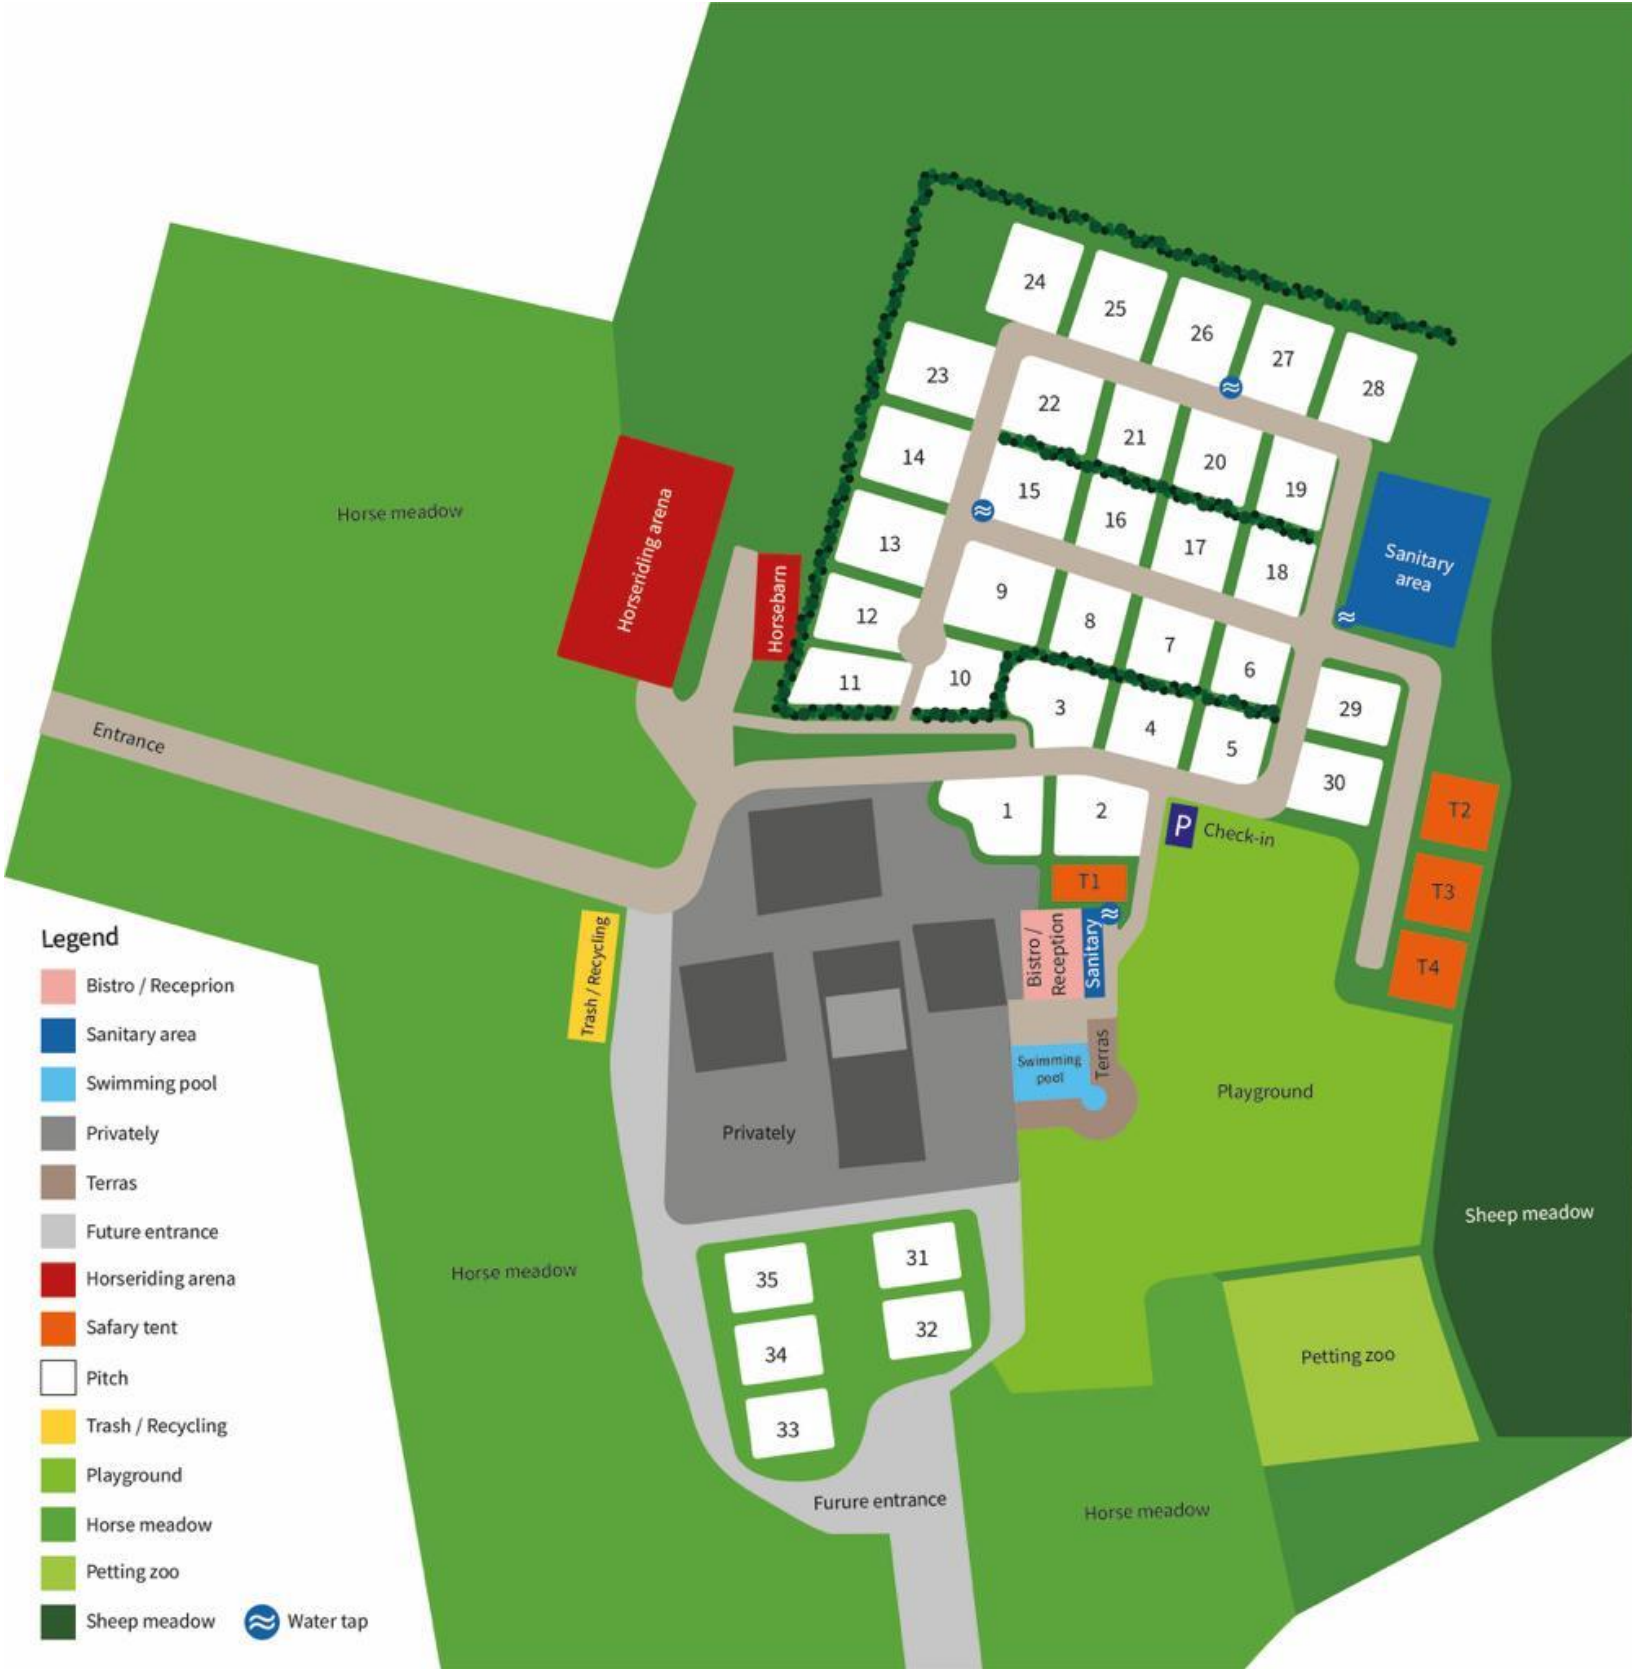 24
25
26
27
28
23
22
21
20
19
14
15
16
17
18
13
12
11
10
9
8
7
6
3
4
5
29
30
1
2
Horse meadow
Horseriding arena
Horsebarn
Sanitary
area
Entrance
P
Check-in
T1
T2
T3
T4
Bistro /
Reception
Sanitary
Trash / Recycling
Swimming
pool
Terras
Playground
Privately
Sheep meadow
Horse meadow
35
31
34
32
33
Petting zoo
Furure entrance
Horse meadow
Legend
Bistro / Receprion
Sanitary area
Swimming pool
Privately
Terras
Future entrance
Horseriding arena
Safary tent
Pitch
Trash / Recycling
Playground
Horse meadow
Petting zoo
Sheep meadow
Water tap